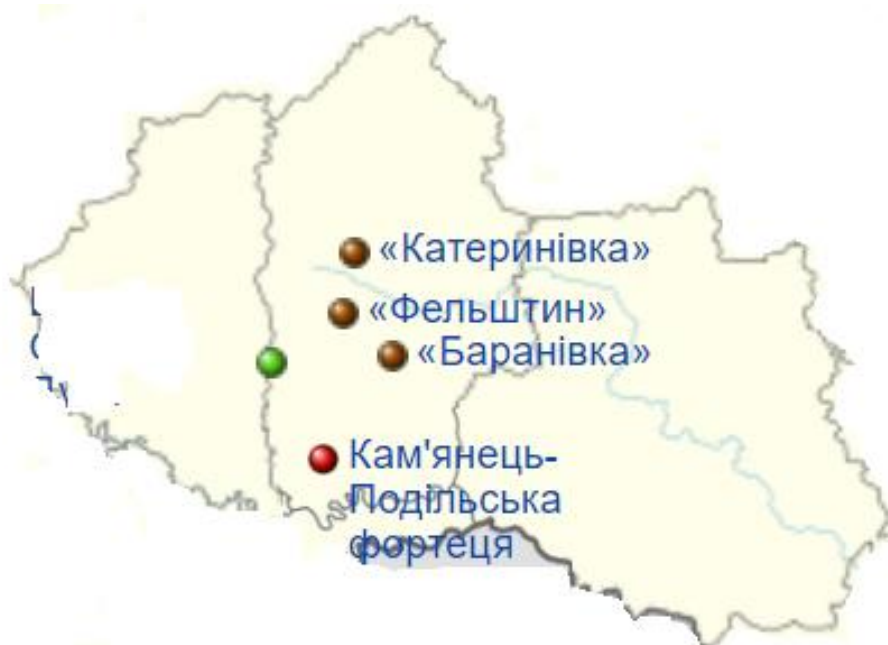 «Катеринівка»
«Фельштин»
«Баранівка»
Кам'янець-
Подільська
фортеця